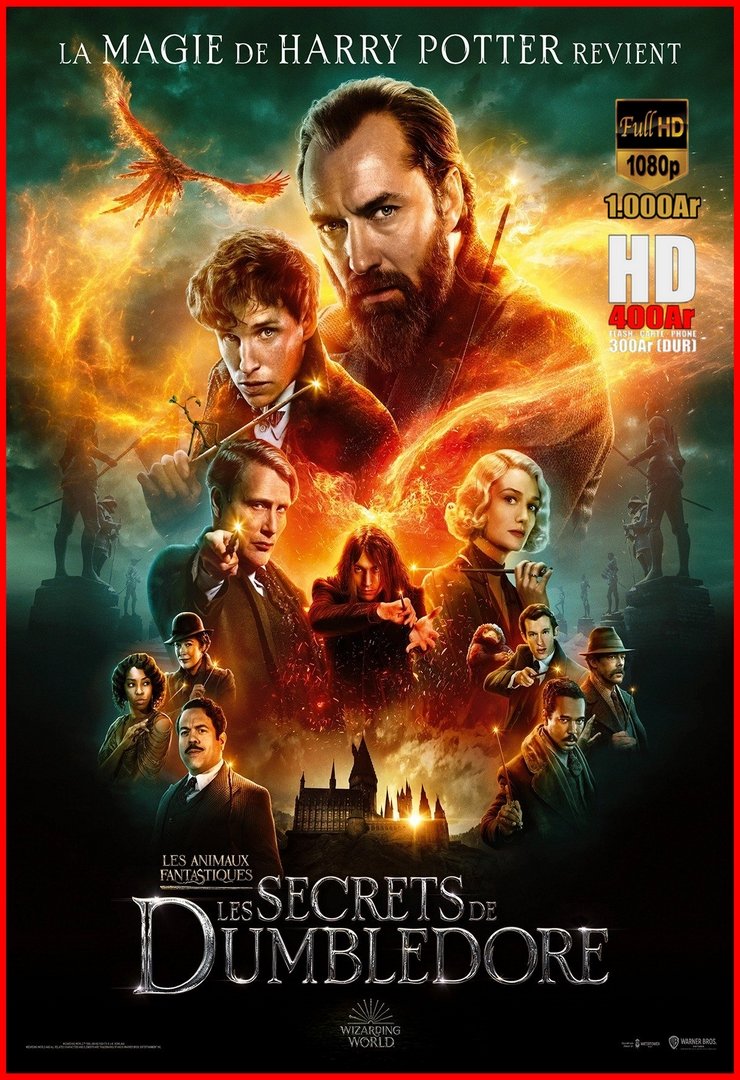 LA MAGIE DE HARRY POTTER REVIENT
Full HD
1080p
1.000Ar
HD
400Ar
FLASH - CARTE - PHONE
300Ar (DUR)
LES ANIMAUX
FANTASTIQUES
LES SECRETS DE
DUMBLEDORE
WIZARDING
WORLD
WARNER BROS.